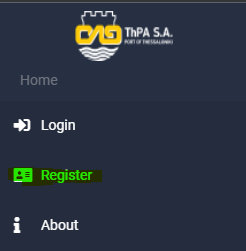 ThPA S.A.
PORT OF THESSALONIKI
Home
Login
Register
About